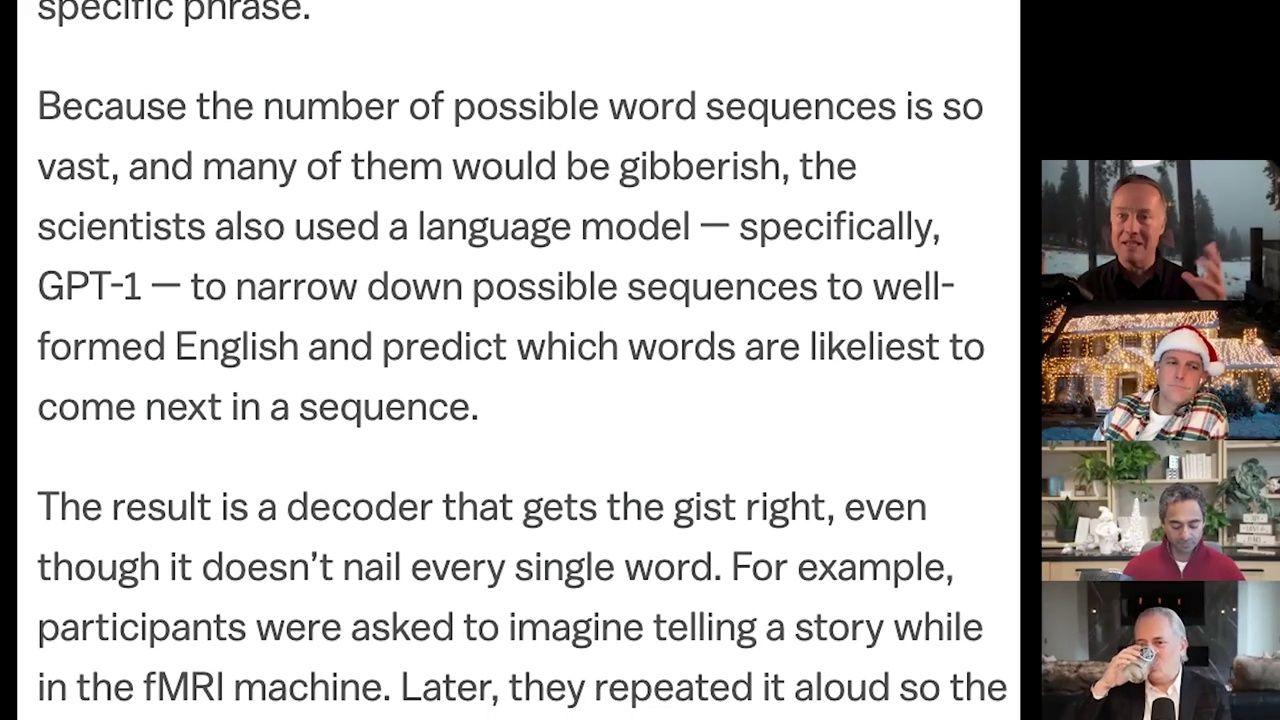 specific phrase.
Because the number of possible word sequences is so
vast, and many of them would be gibberish, the
scientists also used a language model — specifically,
GPT-1 — to narrow down possible sequences to well-
formed English and predict which words are likeliest to
come next in a sequence.
The result is a decoder that gets the gist right, even
though it doesn’t nail every single word. For example,
participants were asked to imagine telling a story while
in the fMRI machine. Later, they repeated it aloud so the